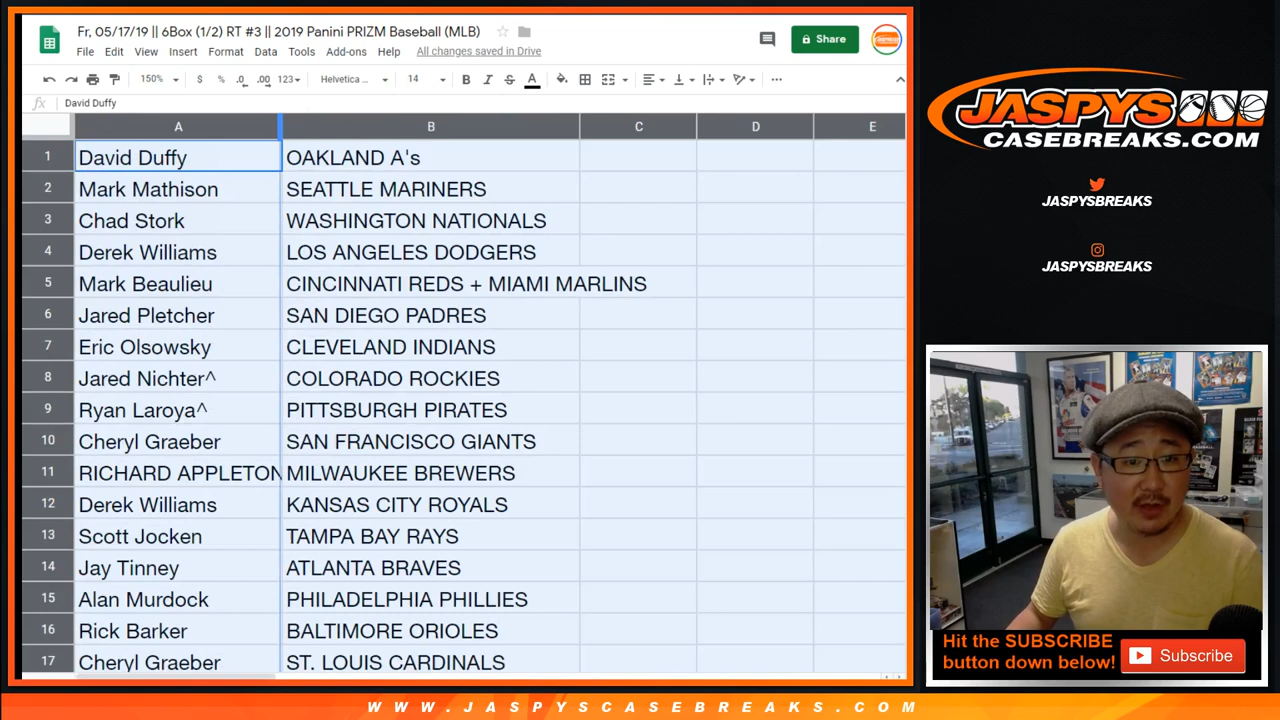 Fr, 05/17/19 || 6Box (1/2) RT #3 || 2019 Panini PRIZM Baseball (MLB)
File Edit View Insert Format Data Tools Add-ons Help All changes saved in Drive
Share
150% $ % .0 .00 123 Helvetica ... 14 B I S A
fx David Duffy
A B C D E
1 David Duffy OAKLAND A's
2 Mark Mathison SEATTLE MARINERS
3 Chad Stork WASHINGTON NATIONALS
4 Derek Williams LOS ANGELES DODGERS
5 Mark Beaulieu CINCINNATI REDS + MIAMI MARLINS
6 Jared Pletcher SAN DIEGO PADRES
7 Eric Olsowsky CLEVELAND INDIANS
8 Jared Nichter^ COLORADO ROCKIES
9 Ryan Laroya^ PITTSBURGH PIRATES
10 Cheryl Graeber SAN FRANCISCO GIANTS
11 RICHARD APPLETON MILWAUKEE BREWERS
12 Derek Williams KANSAS CITY ROYALS
13 Scott Jocken TAMPA BAY RAYS
14 Jay Tinney ATLANTA BRAVES
15 Alan Murdock PHILADELPHIA PHILLIES
16 Rick Barker BALTIMORE ORIOLES
17 Cheryl Graeber ST. LOUIS CARDINALS
JASPYS
CASEBREAKS.COM
JASPYSBREAKS
JASPYSBREAKS
Hit the SUBSCRIBE
button down below!
Subscribe
WWW.JASPYSCASEBREAKS.COM